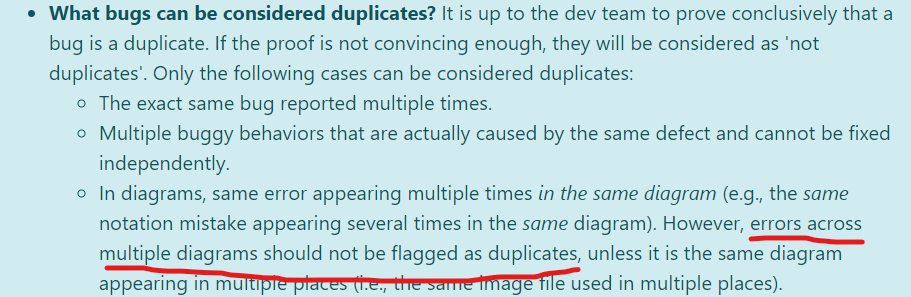 • What bugs can be considered duplicates? It is up to the dev team to prove conclusively that a
bug is a duplicate. If the proof is not convincing enough, they will be considered as 'not
duplicates'. Only the following cases can be considered duplicates:
○ The exact same bug reported multiple times.
○ Multiple buggy behaviors that are actually caused by the same defect and cannot be fixed
independently.
○ In diagrams, same error appearing multiple times in the same diagram (e.g., the same
notation mistake appearing several times in the same diagram). However, errors across
multiple diagrams should not be flagged as duplicates, unless it is the same diagram
appearing in multiple places (i.e., the same image file used in multiple places).